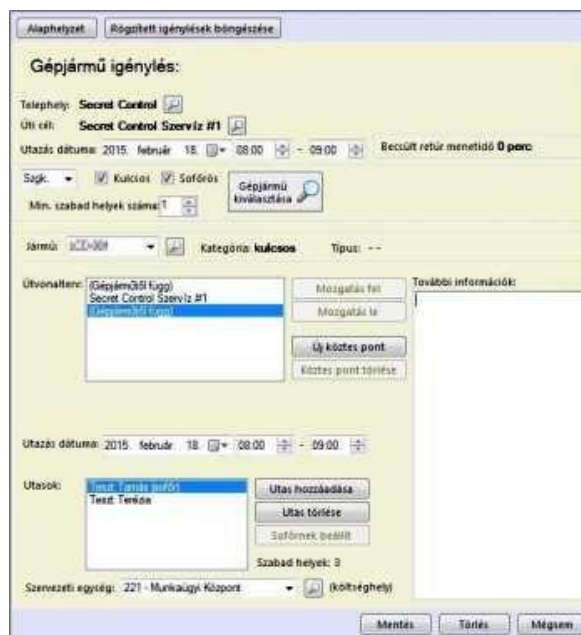 Alaphelyzet Rögzített igénylések böngészése
Gépjármű igénylés:
Telephely: Secret Control
Úti cél: Secret Control Szerviz #1
Utazás dátuma: 2015. február 18. 08:00 - 09:00 Becsült retúr menetidő 0 perc
Szgk. Kulcsos Sofőrös
Gépjármű kiválasztása
Min. szabad helyek száma: 1
Jármű: Kategória: kulcsos Típus: --
Útvonalterv: (Gépjárműtől függ)
Secret Control Szerviz #1
(Gépjárműtől függ)
Mozgatás fel
Mozgatás le
Új köztes pont
Köztes pont törlése
További információk:
Utazás dátuma: 2015. február 18. 08:00 - 09:00
Utasok: Teszt Tamás (sofőr)
Teszt Terézia
Utas hozzáadása
Utas törlése
Sofőrnek beállít
Szabad helyek: 3
Szervezeti egység: 221 - Munkaügyi Központ (költséghely)
Mentés Törlés Mégsem